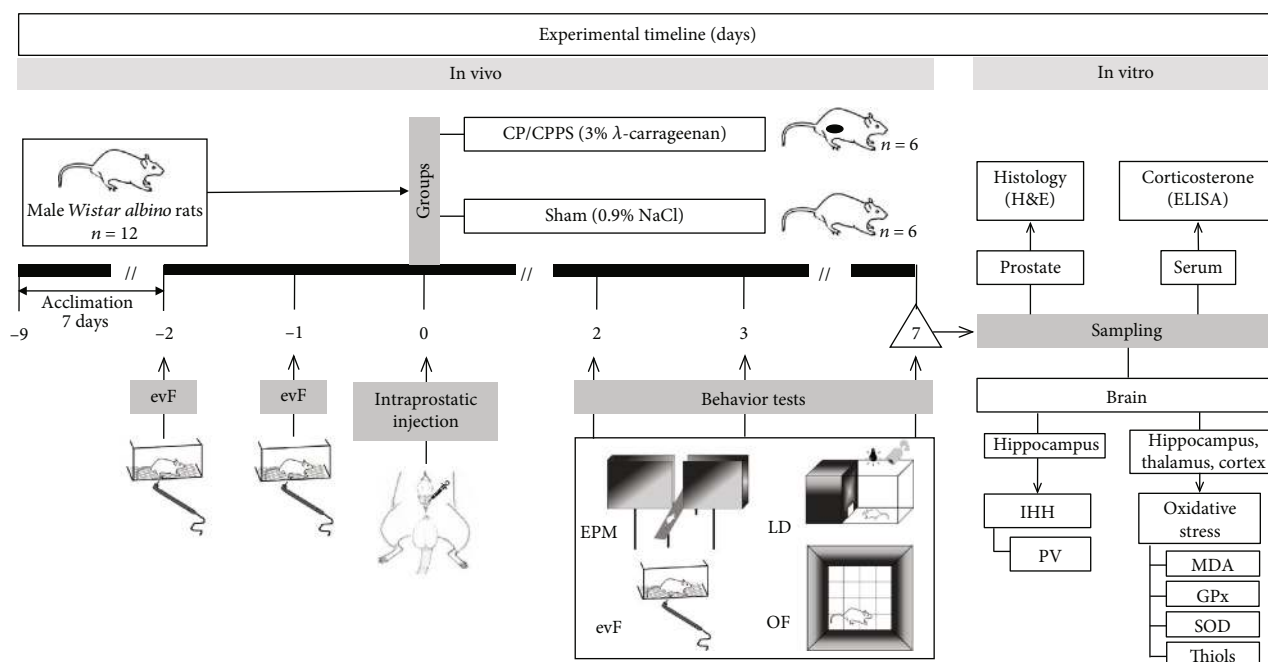 Experimental timeline (days)
In vivo
In vitro
CP/CPPS (3% λ-carrageenan)
n = 6
Groups
Male Wistar albino rats
n = 12
Sham (0.9% NaCl)
n = 6
Histology
(H&E)
Corticosterone
(ELISA)
Prostate
Serum
//
//
//
Acclimation
7 days
–9
–2
–1
0
2
3
7
Sampling
evF
evF
Intraprostatic
injection
Behavior tests
EPM
LD
evF
OF
Brain
Hippocampus
Hippocampus,
thalamus, cortex
IHH
PV
Oxidative
stress
MDA
GPx
SOD
Thiols